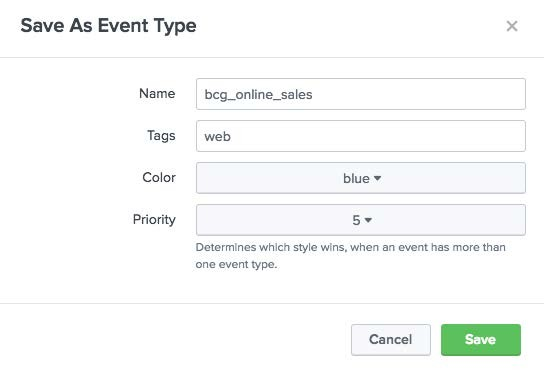 Save As Event Type
Name bcg_online_sales
Tags web
Color blue
Priority 5
Determines which style wins, when an event has more than
one event type.
Cancel Save